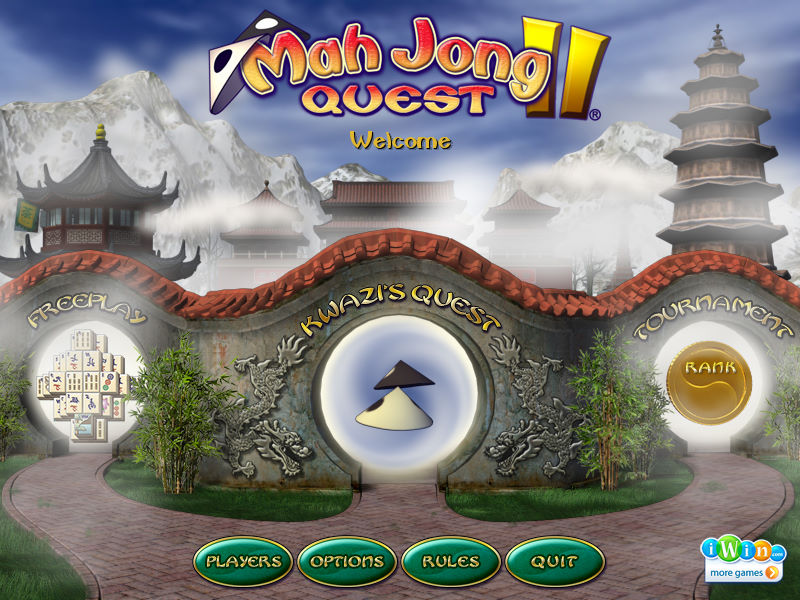 Mah Jong II
QUEST ®
Welcome
FREEPLAY
KWAZI'S QUEST
TOURNAMENT
RANK
PLAYERS
OPTIONS
RULES
QUIT
iWin.com
more games